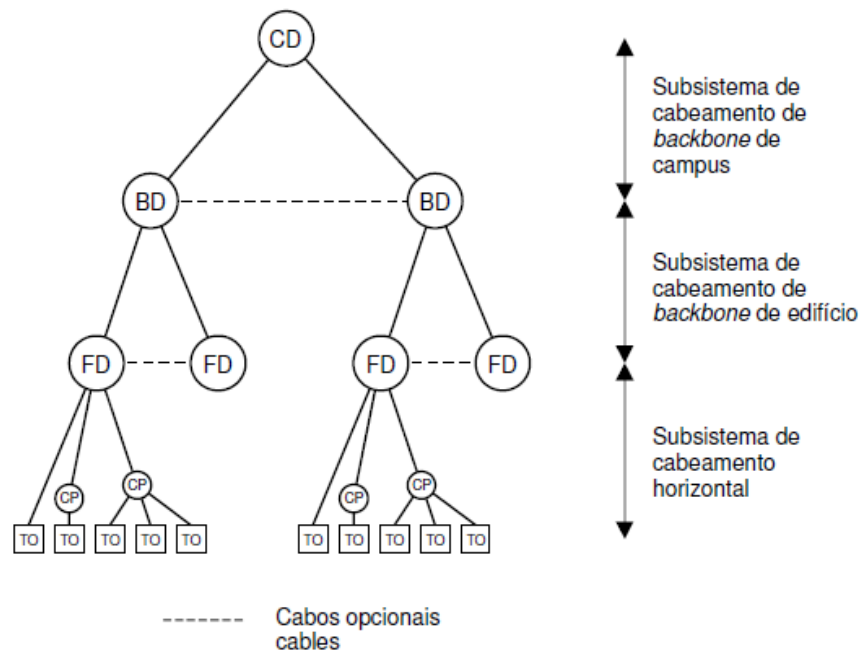 CD
Subsistema de
cabeamento de
backbone de
campus
BD BD
Subsistema de
cabeamento de
backbone de edifício
FD FD FD FD
Subsistema de
cabeamento
horizontal
CP CP CP CP
TO TO TO TO TO TO TO TO TO TO
Cabos opcionais
cables